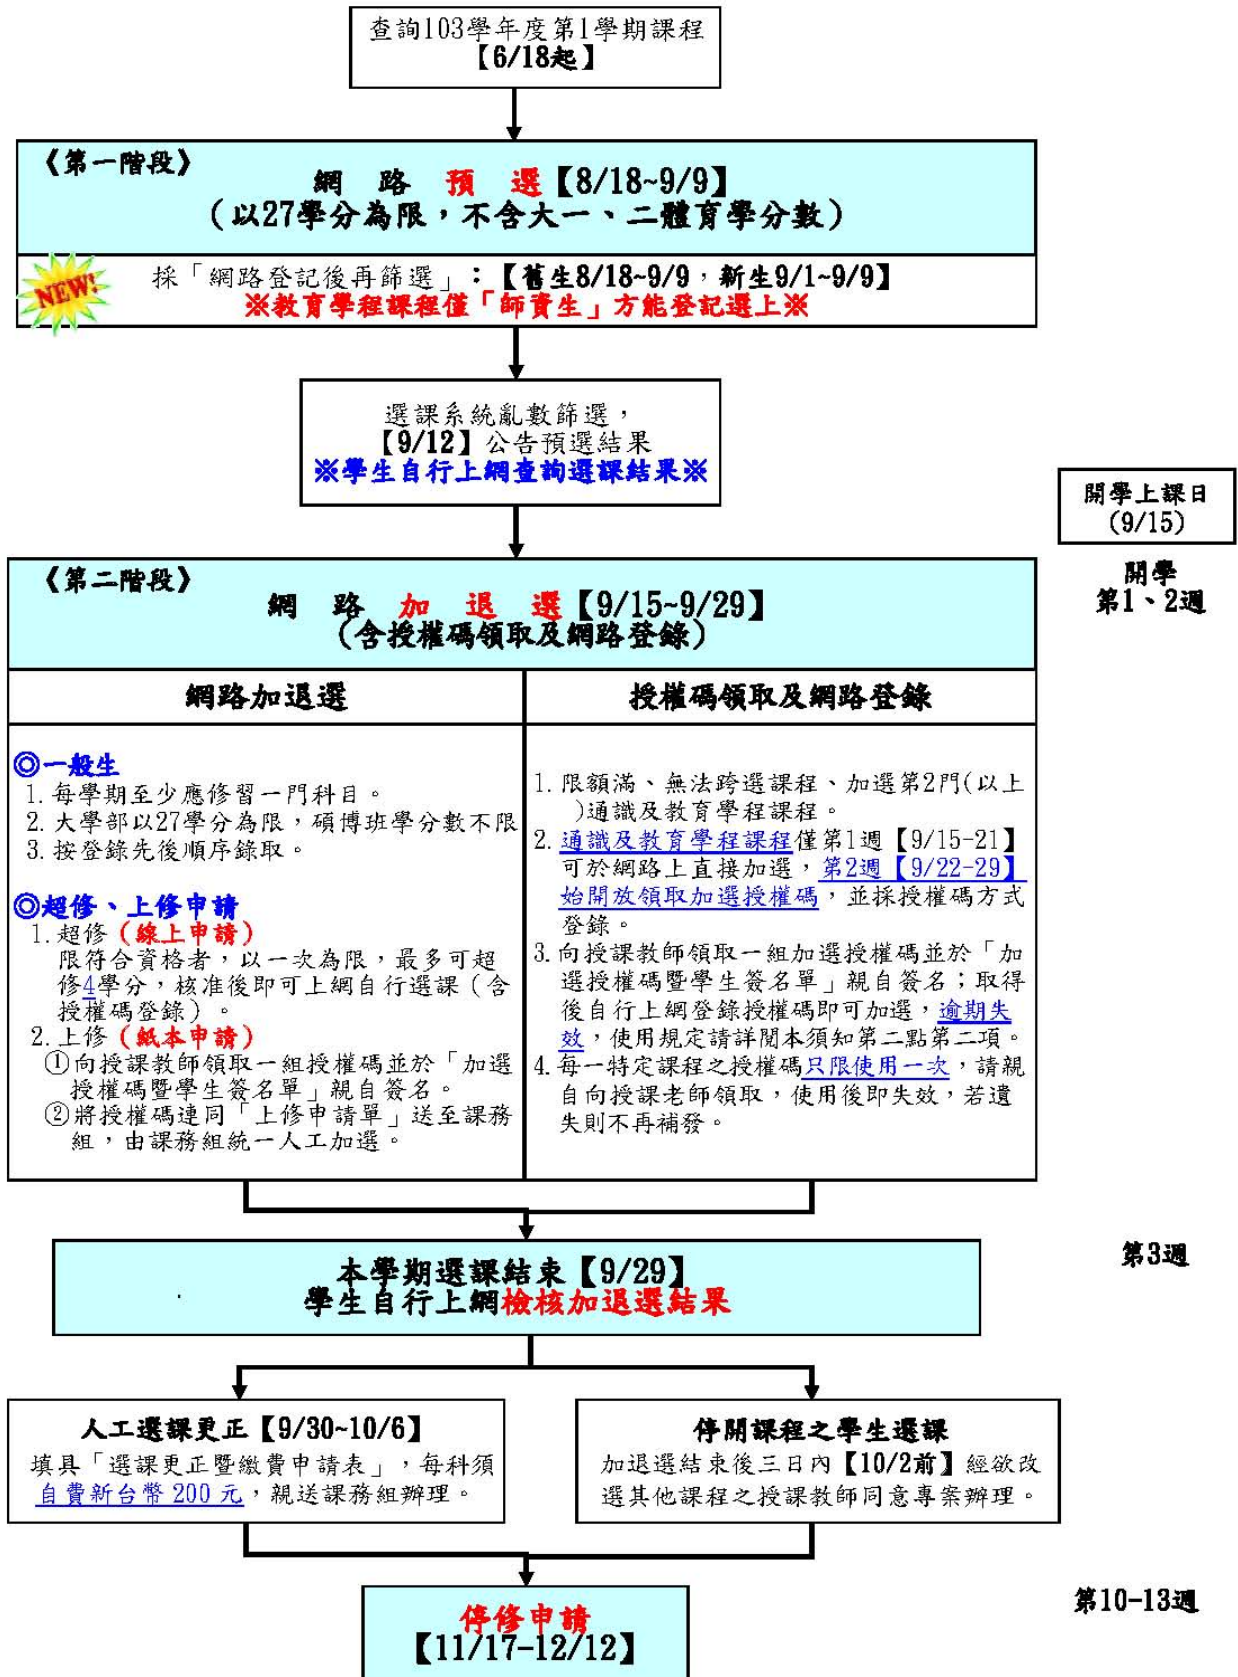 查詢103學年度第1學期課程
【6/18起】
《第一階段》
網 路 預 選【8/18~9/9】
(以27學分為限，不含大一、二體育學分數)
NEW!
採「網路登記後再篩選」：【舊生8/18~9/9，新生9/1~9/9】
※教育學程課程僅「師資生」方能登記選上※
選課系統亂數篩選，
【9/12】公告預選結果
※學生自行上網查詢選課結果※
開學上課日
(9/15)
開學
第1、2週
《第二階段》
網 路 加 退 選【9/15~9/29】
(含授權碼領取及網路登錄)
網路加退選
◎一般生
1. 每學期至少應修習一門科目。
2. 大學部以27學分為限，碩博班學分數不限
3. 按登錄先後順序錄取。
◎超修、上修申請
1. 超修（線上申請）
限符合資格者，以一次為限，最多可超
修4學分，核准後即可上網自行選課（含
授權碼登錄）。
2. 上修（紙本申請）
①向授課教師領取一組授權碼並於「加選
授權碼暨學生簽名單」親自簽名。
②將授權碼連同「上修申請單」送至課務
組，由課務組統一人工加選。
授權碼領取及網路登錄
1. 限額滿、無法跨選課程、加選第2門(以上
)通識及教育學程課程。
2. 通識及教育學程課程僅第1週【9/15-21】
可於網路上直接加選，第2週【9/22-29】
始開放領取加選授權碼，並採授權碼方式
登錄。
3. 向授課教師領取一組加選授權碼並於「加
選授權碼暨學生簽名單」親自簽名；取得
後自行上網登錄授權碼即可加選，逾期失
效，使用規定請詳閱本須知第二點第二項。
4. 每一特定課程之授權碼只限使用一次，請親
自向授課老師領取，使用後即失效，若遺
失則不再補發。
第3週
本學期選課結束【9/29】
學生自行上網檢核加退選結果
人工選課更正【9/30~10/6】
填具「選課更正暨繳費申請表」，每科須
自費新台幣 200 元，親送課務組辦理。
停開課程之學生選課
加退選結束後三日內【10/2前】經欲改
選其他課程之授課教師同意專案辦理。
第10-13週
停修申請
【11/17-12/12】